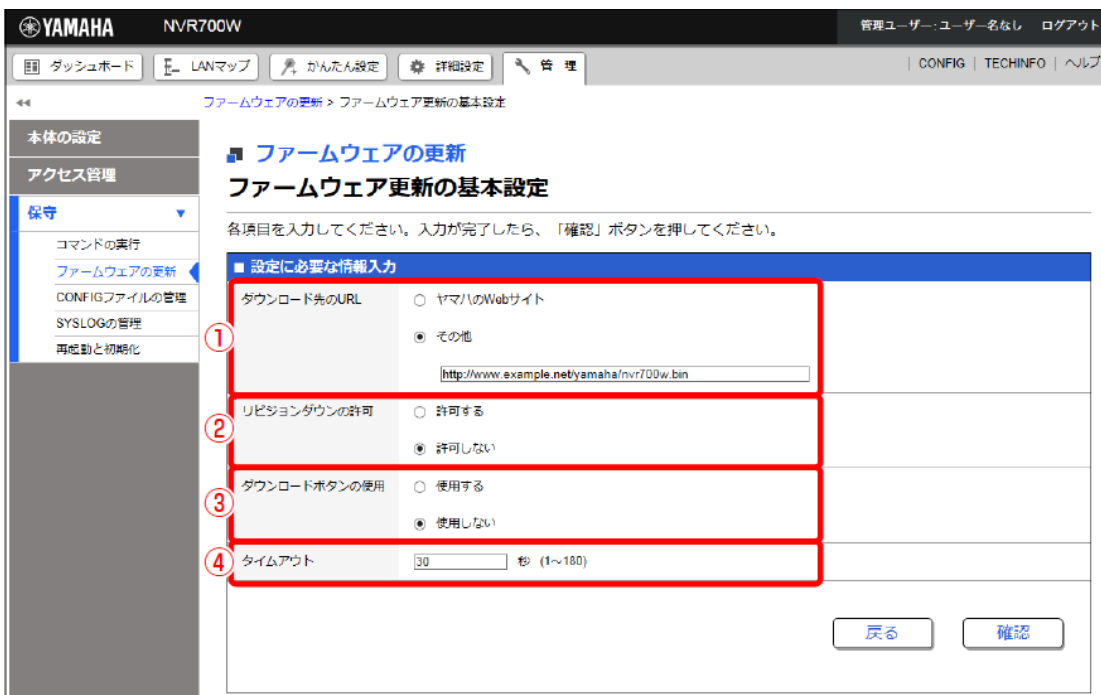 YAMAHA NVR700W 管理ユーザー:ユーザー名なし ログアウト
ダッシュボード LANマップ かんたん設定 詳細設定 管 理 | CONFIG | TECHINFO | ヘルプ
ファームウェアの更新 > ファームウェア更新の基本設定
本体の設定
アクセス管理
保守
コマンドの実行
ファームウェアの更新
CONFIGファイルの管理
SYSLOGの管理
再起動と初期化
ファームウェアの更新
ファームウェア更新の基本設定
各項目を入力してください。入力が完了したら、「確認」ボタンを押してください。
■ 設定に必要な情報入力
①
ダウンロード先のURL ヤマハのWebサイト
その他
http://www.example.net/yamaha/nvr700w.bin
②
リビジョンダウンの許可 許可する
許可しない
③
ダウンロードボタンの使用 使用する
使用しない
④
タイムアウト 30 秒 (1~180)
戻る 確認